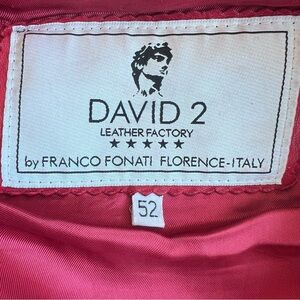 DAVID 2
LEATHER FACTORY
★★★★★
by FRANCO FONATI FLORENCE-ITALY
52